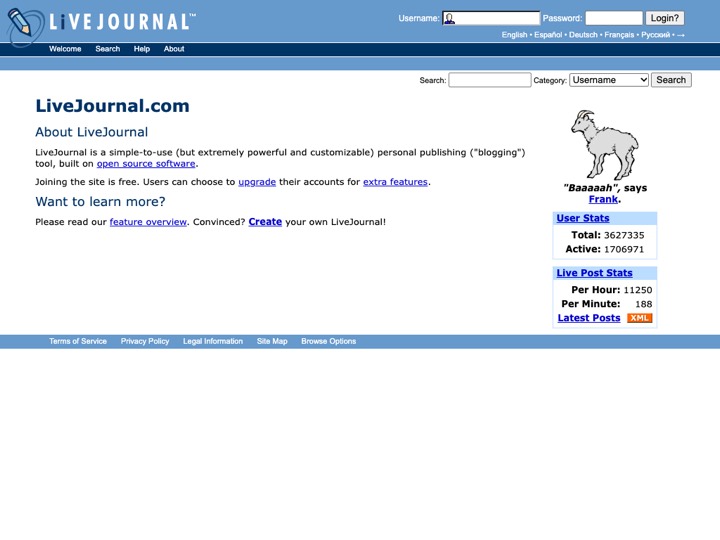 LiVEJOURNAL™
Username: Password: Login?
English • Español • Deutsch • Français • Русский • →
Welcome Search Help About
Search: Category: Username Search
LiveJournal.com
About LiveJournal
LiveJournal is a simple-to-use (but extremely powerful and customizable) personal publishing ("blogging")
tool, built on open source software.
Joining the site is free. Users can choose to upgrade their accounts for extra features.
Want to learn more?
Please read our feature overview. Convinced? Create your own LiveJournal!
"Baaaaah", says
Frank.
User Stats
Total: 3627335
Active: 1706971
Live Post Stats
Per Hour: 11250
Per Minute: 188
Latest Posts XML
Terms of Service Privacy Policy Legal Information Site Map Browse Options